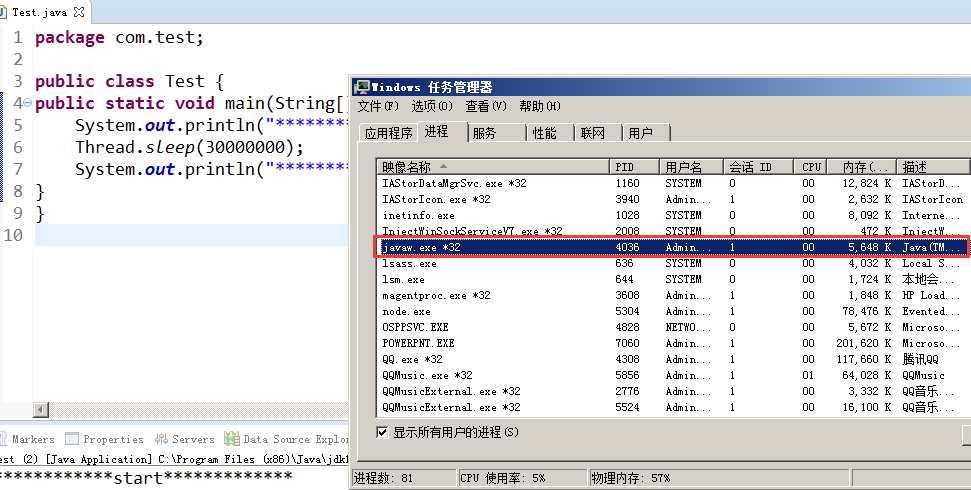 Test.java
1 package com.test;
2
3 public class Test {
4 public static void main(String[]
5 System.out.println("********
6 Thread.sleep(30000000);
7 System.out.println("********
8 }
9 }
10
Windows 任务管理器
文件(F) 选项(O) 查看(V) 帮助(H)
应用程序 进程 服务 性能 联网 用户
映像名称 PID 用户名 会话 ID CPU 内存(... 描述
IAStorDataMgrSvc.exe *32 1160 SYSTEM 0 00 12,824 K IAStorD...
IAStorIcon.exe *32 3940 Admin... 1 00 2,632 K IAStorIcon
inetinfo.exe 1028 SYSTEM 0 00 8,092 K Interne...
InjectWinSockServiceV7.exe *32 2008 SYSTEM 0 00 472 K InjectW...
javaw.exe *32 4036 Admin... 1 00 5,648 K Java(TM...
lsass.exe 636 SYSTEM 0 00 4,032 K Local S...
lsm.exe 644 SYSTEM 0 00 1,724 K 本地会...
magentproc.exe *32 3608 Admin... 1 00 1,848 K HP Load...
node.exe 5304 Admin... 1 00 78,476 K Evented...
OSPPSVC.EXE 4828 NETWO... 0 00 5,672 K Microso...
POWERPNT.EXE 7060 Admin... 1 00 201,620 K Microso...
QQ.exe *32 4308 Admin... 1 00 117,660 K 腾讯QQ
QQMusic.exe *32 5856 Admin... 1 01 64,028 K QQMusic
QQMusicExternal.exe *32 2776 Admin... 1 00 3,332 K QQ音乐...
QQMusicExternal.exe *32 5524 Admin... 1 00 16,100 K QQ音乐...
显示所有用户的进程(S)
进程数: 81 CPU 使用率: 5% 物理内存: 57%
Markers Properties Servers Data Source Explor
est (2) [Java Application] C:\Program Files (x86)\Java\jdk1
************start*************